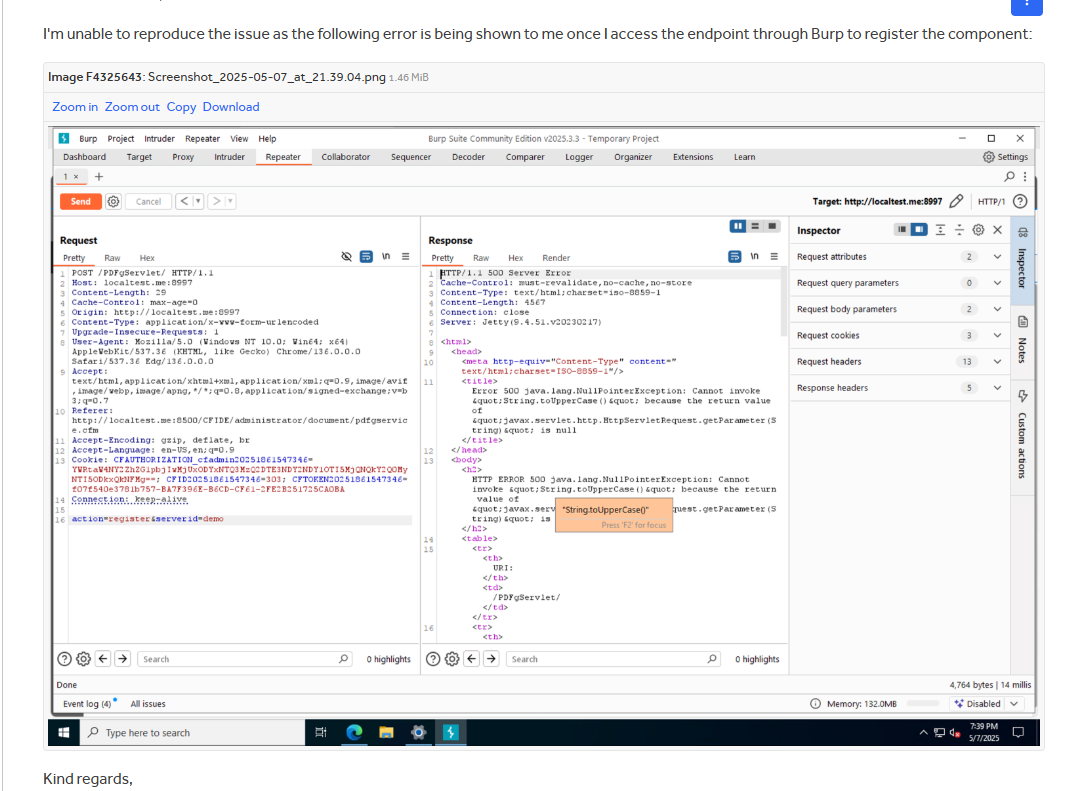 I'm unable to reproduce the issue as the following error is being shown to me once I access the endpoint through Burp to register the component:
Image F4325643: Screenshot_2025-05-07_at_21.39.04.png 1.46 MiB
Zoom in Zoom out Copy Download
Burp Project Intruder Repeater View Help
Burp Suite Community Edition v2025.3.3 - Temporary Project
Dashboard Target Proxy Intruder Repeater Collaborator Sequencer Decoder Comparer Logger Organizer Extensions Learn
Settings
1 × +
Send Cancel < >
Target: http://localtest.me:8997 HTTP/1
Request
Pretty Raw Hex
\n
1 POST /PDFgServlet/ HTTP/1.1
2 Host: localtest.me:8997
3 Content-Length: 29
4 Cache-Control: max-age=0
5 Origin: http://localtest.me:8997
6 Content-Type: application/x-www-form-urlencoded
7 Upgrade-Insecure-Requests: 1
8 User-Agent: Mozilla/5.0 (Windows NT 10.0; Win64; x64)
AppleWebKit/537.36 (KHTML, like Gecko) Chrome/136.0.0.0
Safari/537.36 Edg/136.0.0.0
9 Accept:
text/html,application/xhtml+xml,application/xml;q=0.9,image/avif
,image/webp,image/apng,*/*;q=0.8,application/signed-exchange;v=b
3;q=0.7
10 Referer:
http://localtest.me:8500/CFIDE/administrator/document/pdfgservic
e.cfm
11 Accept-Encoding: gzip, deflate, br
12 Accept-Language: en-US,en;q=0.9
13 Cookie:
14 Connection: keep-alive
15
16 action=register&serverid=demo
Response
Pretty Raw Hex Render
\n
1 HTTP/1.1 500 Server Error
2 Cache-Control: must-revalidate,no-cache,no-store
3 Content-Type: text/html;charset=iso-8859-1
4 Content-Length: 4567
5 Connection: close
6 Server: Jetty(9.4.51.v20230217)
7
8 <html>
9 <head>
10 <meta http-equiv="Content-Type" content="
text/html;charset=ISO-8859-1"/>
11 <title>
Error 500 java.lang.NullPointerException: Cannot invoke
&quot;String.toUpperCase()&quot; because the return value
of
&quot;javax.servlet.http.HttpServletRequest.getParameter(S
tring)&quot; is null
</title>
12 </head>
13 <body>
<h2>
HTTP ERROR 500 java.lang.NullPointerException: Cannot
invoke &quot;String.toUpperCase()&quot; because the return
value of
&quot;javax.serv quest.getParameter(S
tring)&quot; is
"String.toUpperCase()"
Press 'F2' for focus
</h2>
14 <table>
15 <tr>
<th>
URI:
</th>
<td>
/PDFgServlet/
</td>
</tr>
16 <tr>
<th>
Inspector
Request attributes 2
Request query parameters 0
Request body parameters 2
Request cookies 3
Request headers 13
Response headers 5
Inspector
Notes
Custom actions
Search 0 highlights
Search 0 highlights
Done
4,764 bytes | 14 millis
Event log (4) All issues
Memory: 132.0MB
Disabled
Type here to search
7:39 PM
5/7/2025
Kind regards,